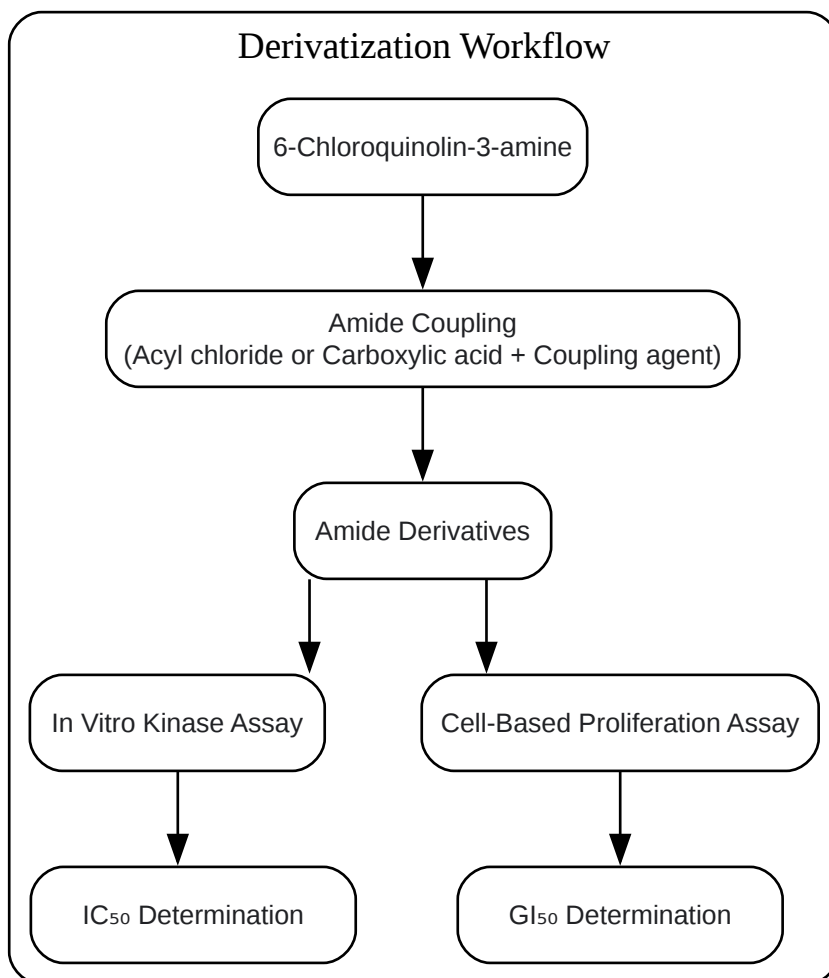 Derivatization Workflow
6-Chloroquinolin-3-amine
Amide Coupling
(Acyl chloride or Carboxylic acid + Coupling agent)
Amide Derivatives
In Vitro Kinase Assay
Cell-Based Proliferation Assay
IC₅₀ Determination
GI₅₀ Determination